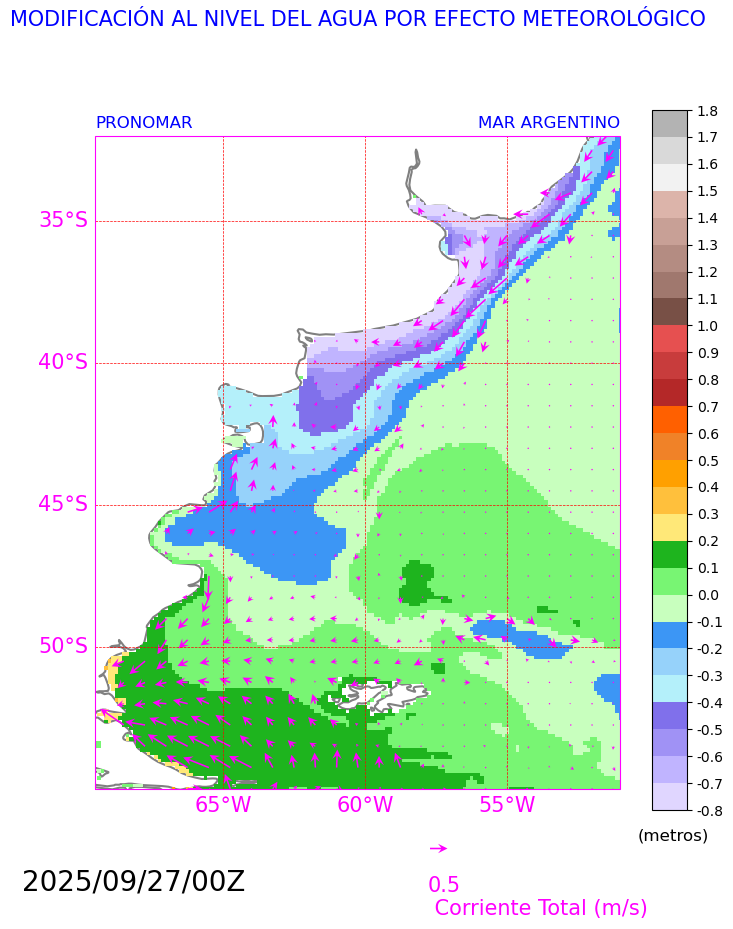 MODIFICACIÓN AL NIVEL DEL AGUA POR EFECTO METEOROLÓGICO
PRONOMAR
MAR ARGENTINO
35°S
40°S
45°S
50°S
65°W
60°W
55°W
1.8
1.7
1.6
1.5
1.4
1.3
1.2
1.1
1.0
0.9
0.8
0.7
0.6
0.5
0.4
0.3
0.2
0.1
0.0
-0.1
-0.2
-0.3
-0.4
-0.5
-0.6
-0.7
-0.8
(metros)
2025/09/27/00Z
0.5
Corriente Total (m/s)